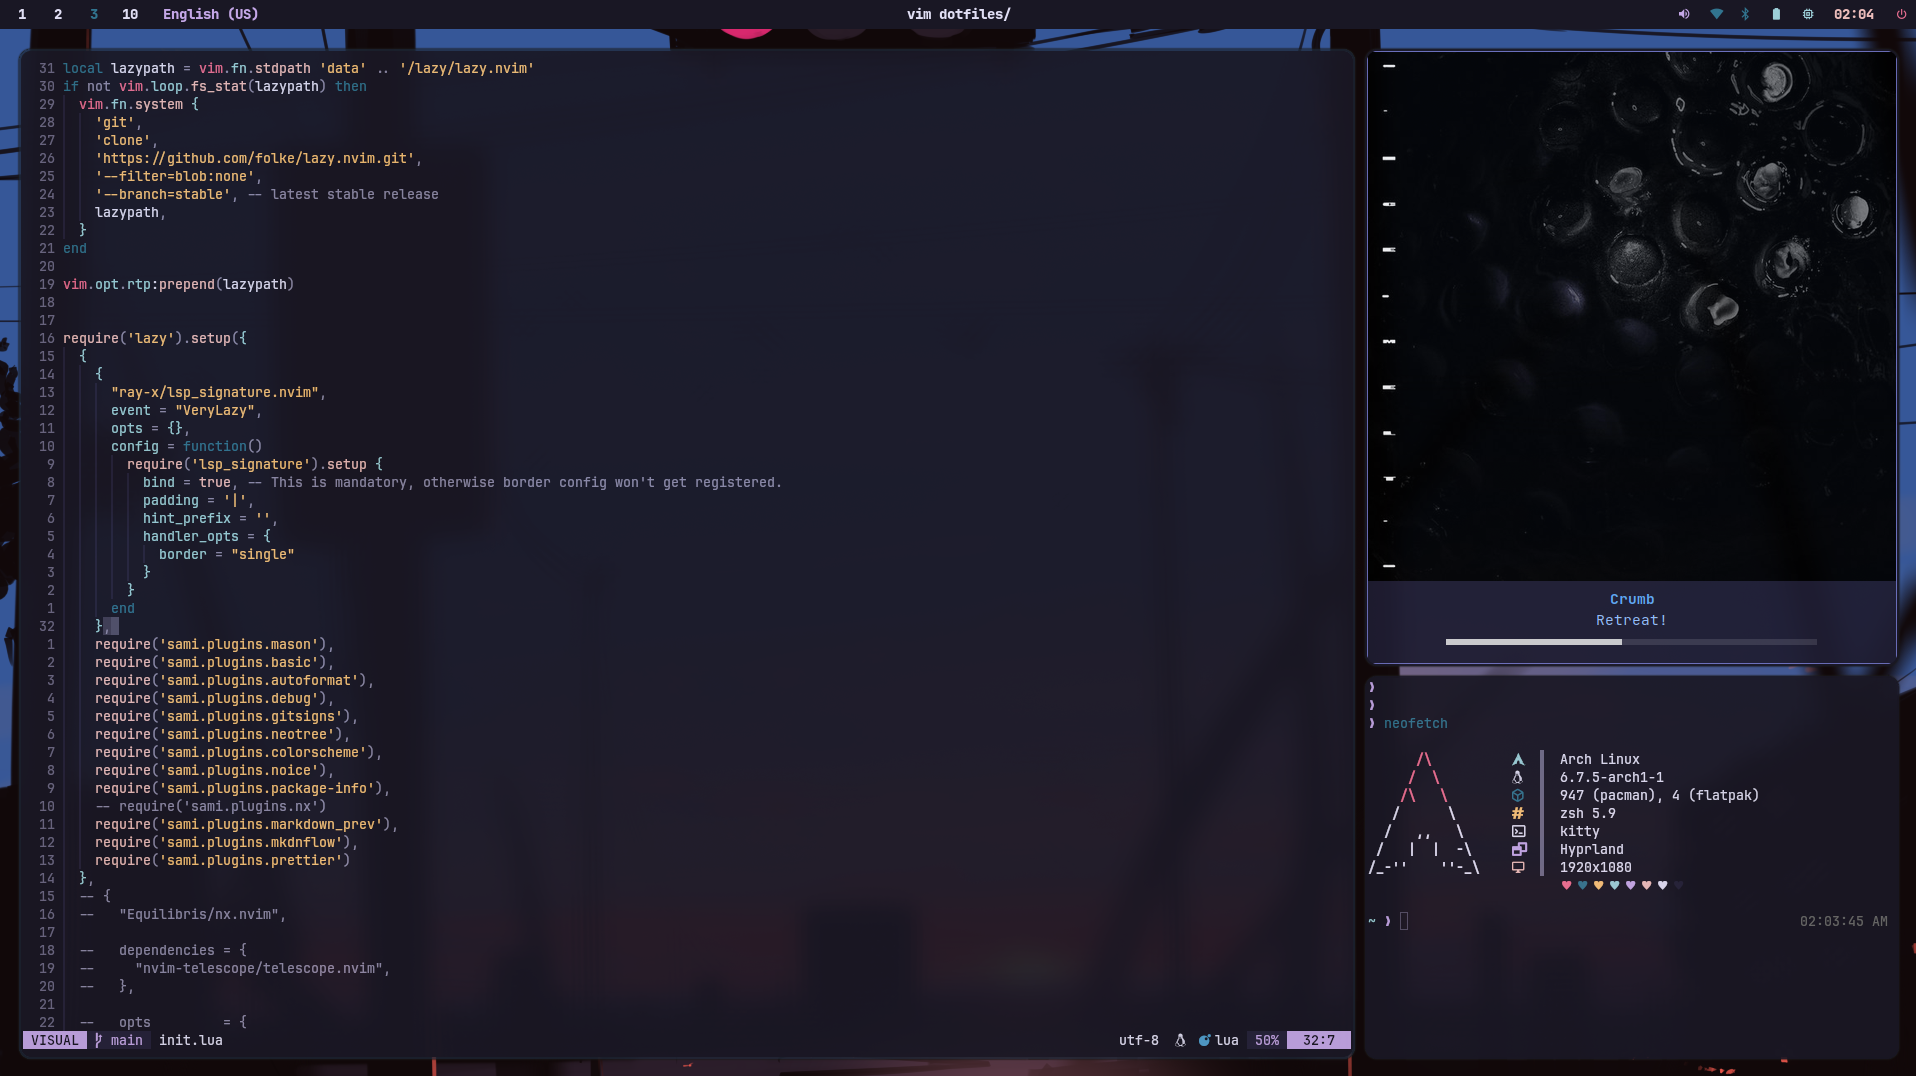 1 2 3 10 English (US) vim dotfiles/ 02:04
31 local lazypath = vim.fn.stdpath 'data' .. '/lazy/lazy.nvim'
30 if not vim.loop.fs_stat(lazypath) then
29   vim.fn.system {
28     'git',
27     'clone',
26     'https://github.com/folke/lazy.nvim.git',
25     '--filter=blob:none',
24     '--branch=stable', -- latest stable release
23     lazypath,
22   }
21 end
20
19 vim.opt.rtp:prepend(lazypath)
18
17
16 require('lazy').setup({
15   {
14     {
13       "ray-x/lsp_signature.nvim",
12       event = "VeryLazy",
11       opts = {},
10       config = function()
9         require('lsp_signature').setup {
8           bind = true, -- This is mandatory, otherwise border config won't get registered.
7           padding = '|',
6           hint_prefix = '',
5           handler_opts = {
4             border = "single"
3           }
2         }
1       end
32     },
1     require('sami.plugins.mason'),
2     require('sami.plugins.basic'),
3     require('sami.plugins.autoformat'),
4     require('sami.plugins.debug'),
5     require('sami.plugins.gitsigns'),
6     require('sami.plugins.neotree'),
7     require('sami.plugins.colorscheme'),
8     require('sami.plugins.noice'),
9     require('sami.plugins.package-info'),
10     -- require('sami.plugins.nx')
11     require('sami.plugins.markdown_prev'),
12     require('sami.plugins.mkdnflow'),
13     require('sami.plugins.prettier')
14   },
15   -- {
16   --   "Equilibris/nx.nvim",
17
18   --   dependencies = {
19   --     "nvim-telescope/telescope.nvim",
20   --   },
21
22   --   opts         = {
VISUAL main init.lua utf-8 lua 50% 32:7
Crumb
Retreat!
❯
❯
❯ neofetch
Arch Linux
6.7.5-arch1-1
947 (pacman), 4 (flatpak)
zsh 5.9
kitty
Hyprland
1920x1080
~ ❯ 02:03:45 AM